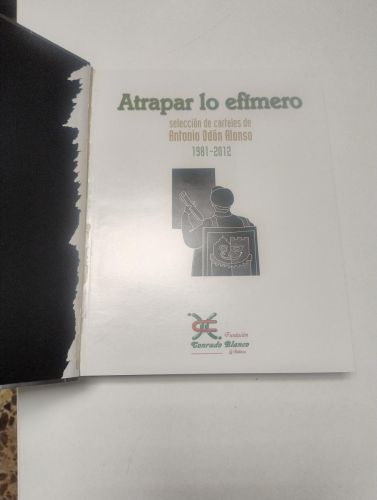 Atrapar lo efímero
selección de carteles de
Antonio Odón Alonso
1981-2012
Fundación
Conrado Blanco